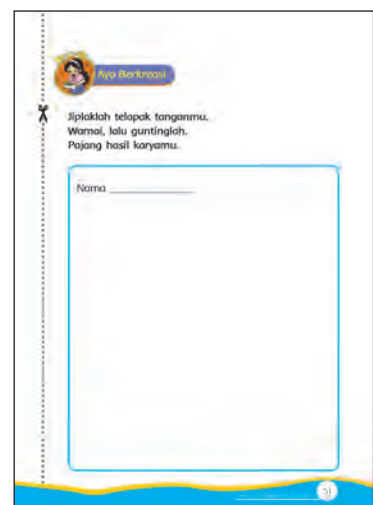 Ayo Berkreasi
Jiplaklah telapak tanganmu.
Warnai, lalu guntinglah.
Pajang hasil karyamu.
Nama
51